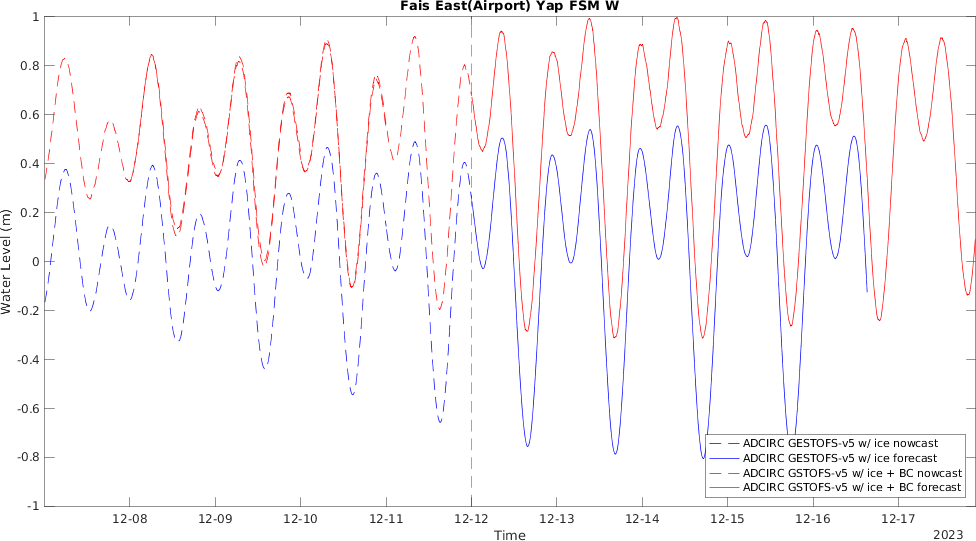 Fais East(Airport) Yap FSM W
Water Level (m)
1
0.8
0.6
0.4
0.2
0
-0.2
-0.4
-0.6
-0.8
-1
ADCIRC GESTOFS-v5 w/ ice nowcast
ADCIRC GESTOFS-v5 w/ ice forecast
ADCIRC GSTOFS-v5 w/ ice + BC nowcast
ADCIRC GSTOFS-v5 w/ ice + BC forecast
12-08 12-09 12-10 12-11 12-12 12-13 12-14 12-15 12-16 12-17
Time
2023